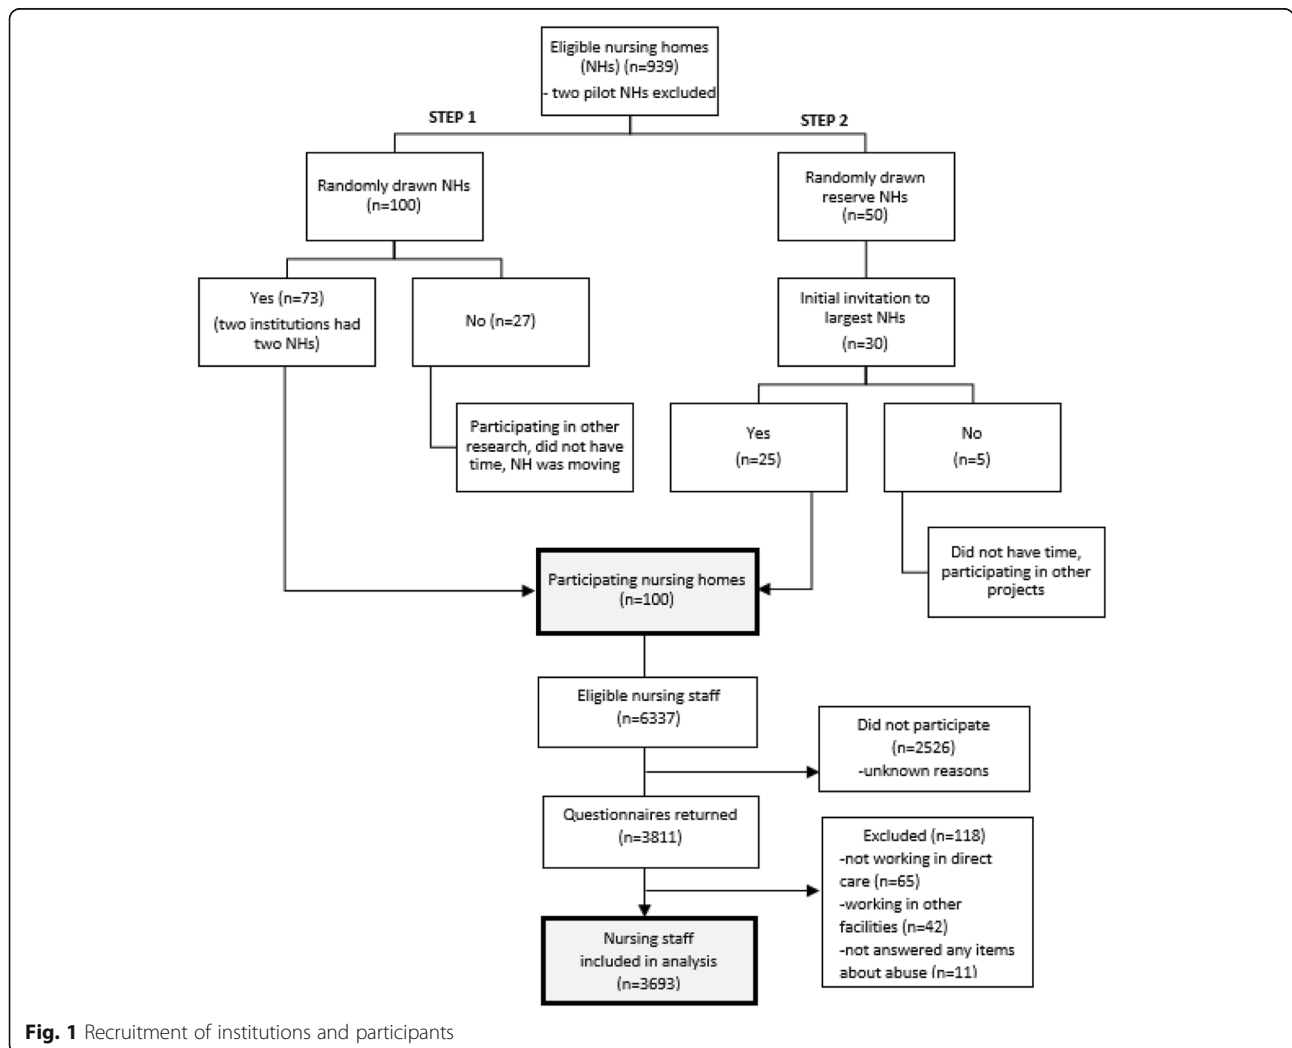 Eligible nursing homes
(NHs) (n=939)
- two pilot NHs excluded
STEP 1
STEP 2
Randomly drawn NHs
(n=100)
Randomly drawn
reserve NHs
(n=50)
Yes (n=73)
(two institutions had
two NHs)
No (n=27)
Initial invitation to
largest NHs
(n=30)
Participating in other
research, did not have
time, NH was moving
Yes
(n=25)
No
(n=5)
Did not have time,
participating in other
projects
Participating nursing homes
(n=100)
Eligible nursing staff
(n=6337)
Did not participate
(n=2526)
-unknown reasons
Questionnaires returned
(n=3811)
Excluded (n=118)
-not working in direct
care (n=65)
-working in other
facilities (n=42)
-not answered any items
about abuse (n=11)
Nursing staff
included in analysis
(n=3693)
Fig. 1 Recruitment of institutions and participants